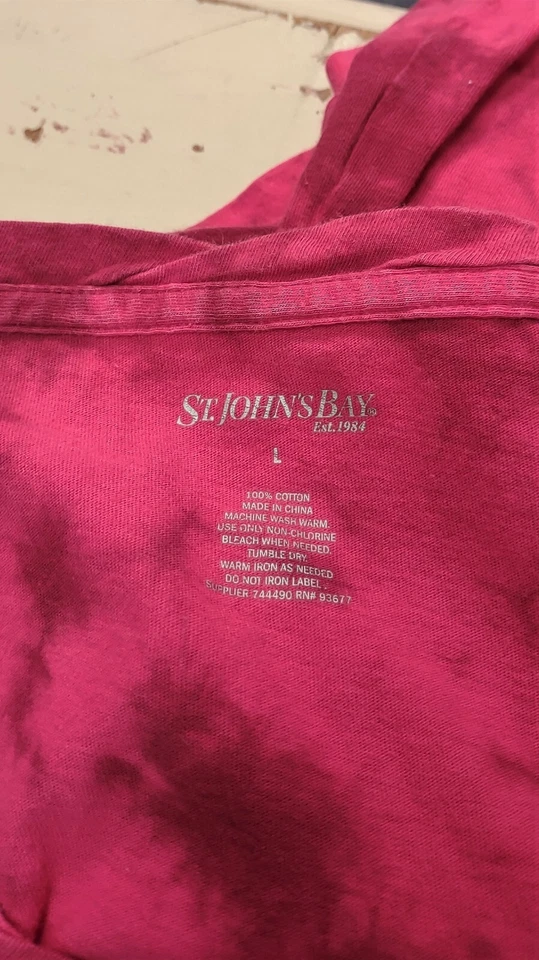 ST. JOHN'S BAY®
Est. 1984
L
100% COTTON
MADE IN CHINA
MACHINE WASH WARM.
USE ONLY NON-CHLORINE
BLEACH WHEN NEEDED.
TUMBLE DRY.
WARM IRON AS NEEDED
DO NOT IRON LABEL.
SUPPLIER 744490 RN# 93677